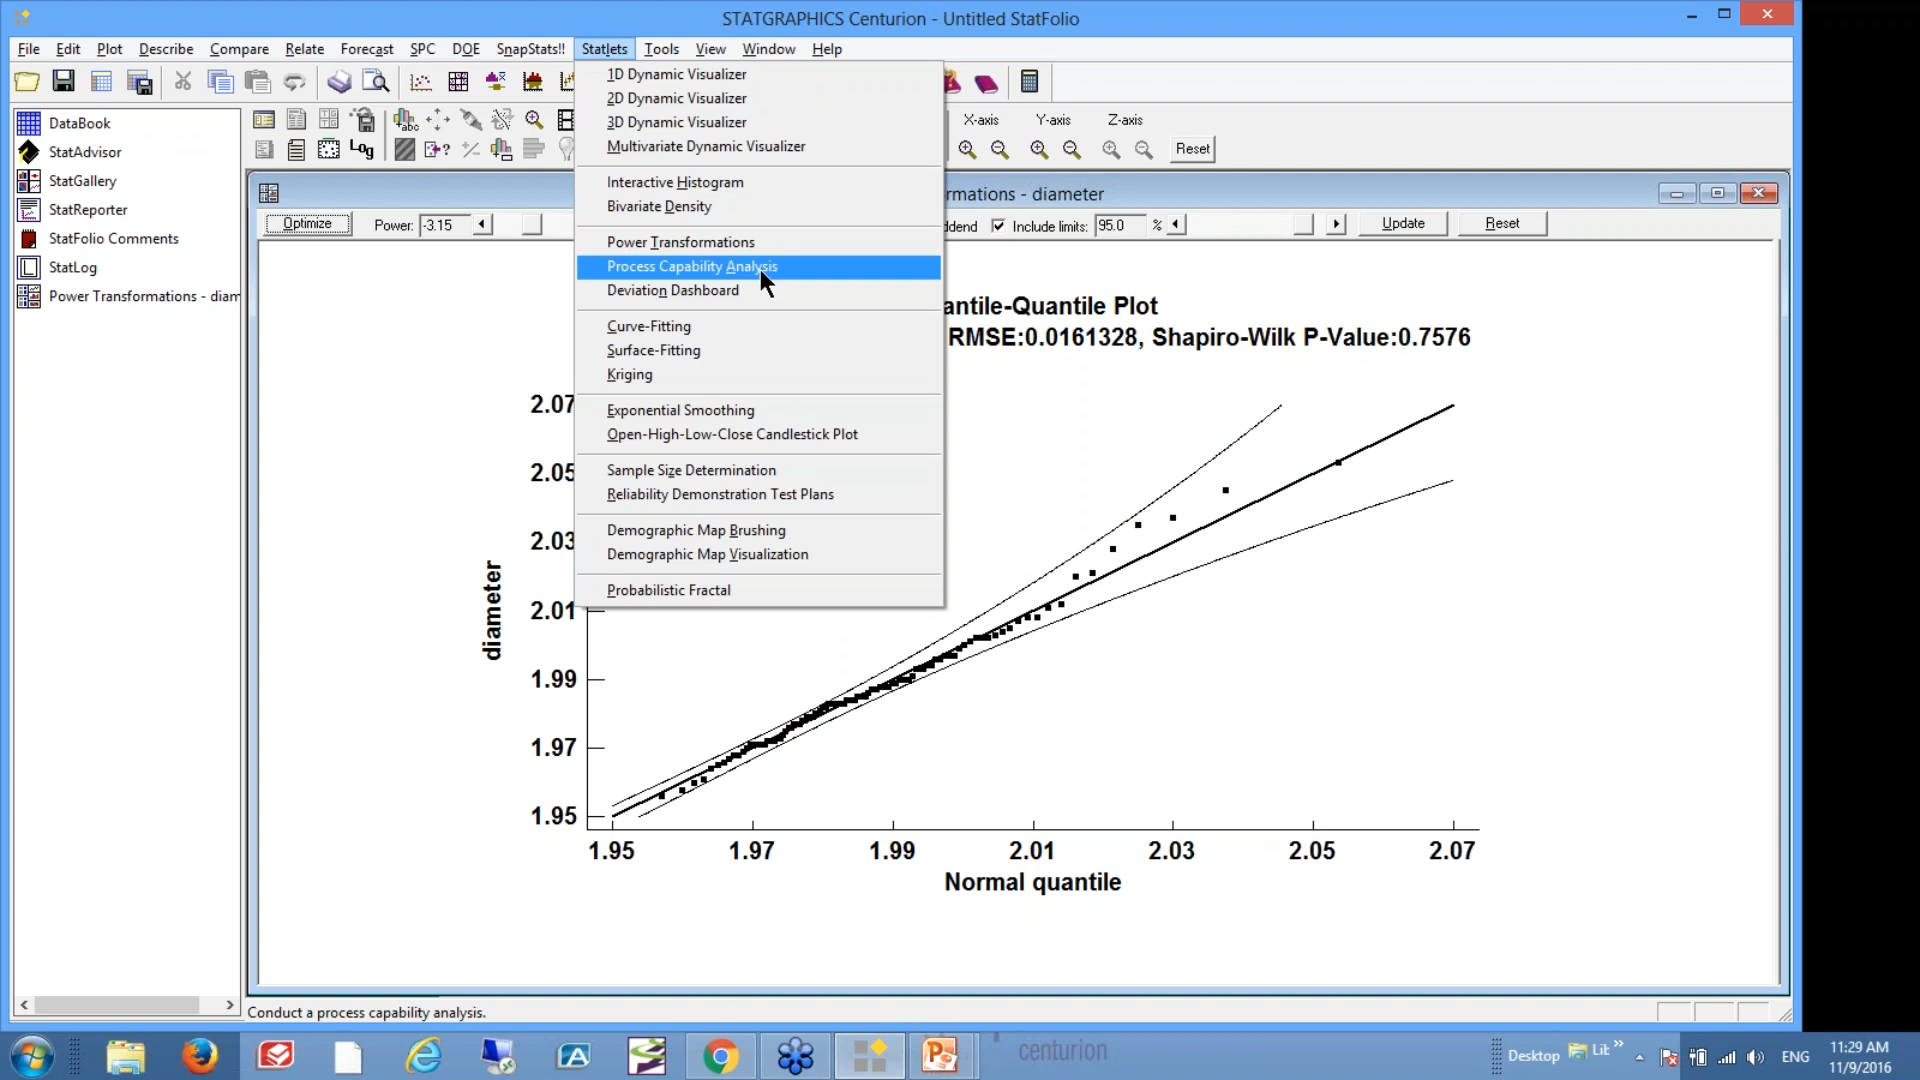 STATGRAPHICS Centurion - Untitled StatFolio
File Edit Plot Describe Compare Relate Forecast SPC DOE SnapStats!! Statlets Tools View Window Help
1D Dynamic Visualizer
2D Dynamic Visualizer
3D Dynamic Visualizer
Multivariate Dynamic Visualizer
Interactive Histogram
Bivariate Density
Power Transformations
Process Capability Analysis
Deviation Dashboard
Curve-Fitting
Surface-Fitting
Kriging
Exponential Smoothing
Open-High-Low-Close Candlestick Plot
Sample Size Determination
Reliability Demonstration Test Plans
Demographic Map Brushing
Demographic Map Visualization
Probabilistic Fractal
X-axis Y-axis Z-axis
Log
Reset
DataBook
StatAdvisor
StatGallery
StatReporter
StatFolio Comments
StatLog
Power Transformations - diam
rmations - diameter
Optimize Power: -3.15 ddend Include limits: 95.0 % Update Reset
antile-Quantile Plot
RMSE:0.0161328, Shapiro-Wilk P-Value:0.7576
2.07
2.05
2.03
2.01
1.99
1.97
1.95
diameter
1.95 1.97 1.99 2.01 2.03 2.05 2.07
Normal quantile
Conduct a process capability analysis.
centurion
Desktop Lib ENG
11:29 AM
11/9/2016